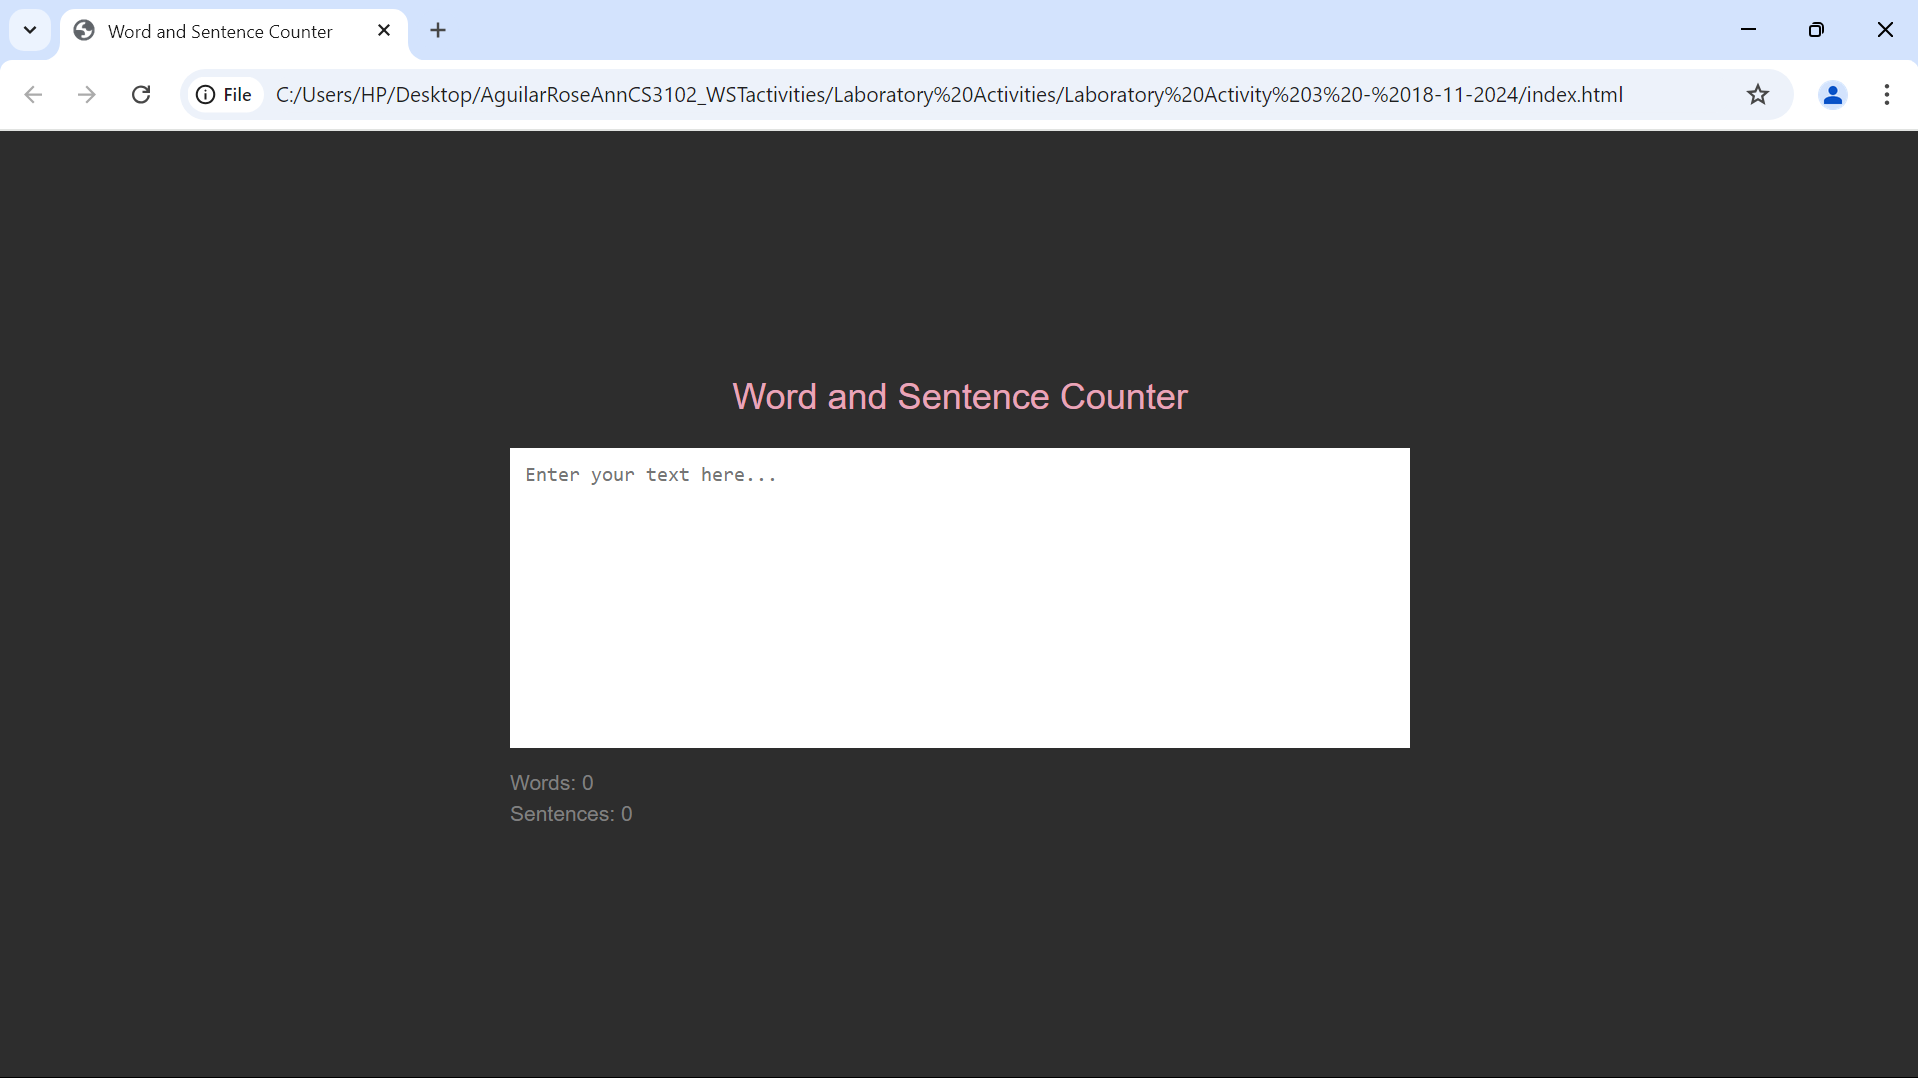 Word and Sentence Counter
File C:/Users/HP/Desktop/AguilarRoseAnnCS3102_WSTactivities/Laboratory%20Activities/Laboratory%20Activity%203%20-%2018-11-2024/index.html
Word and Sentence Counter
Enter your text here...
Words: 0
Sentences: 0